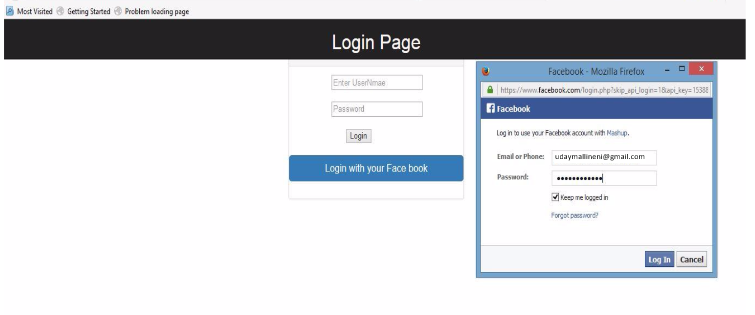 Most Visited Getting Started Problem loading page
Login Page
Enter UserNmae
Password
Login
Login with your Face book
Facebook - Mozilla Firefox
https://www.facebook.com/login.php?skip_api_login=1&api_key=15388
facebook
Log in to use your Facebook account with Mashup.
Email or Phone: udaymallineni@gmail.com
Password: ••••••••••••
Keep me logged in
Forgot password?
Log In Cancel